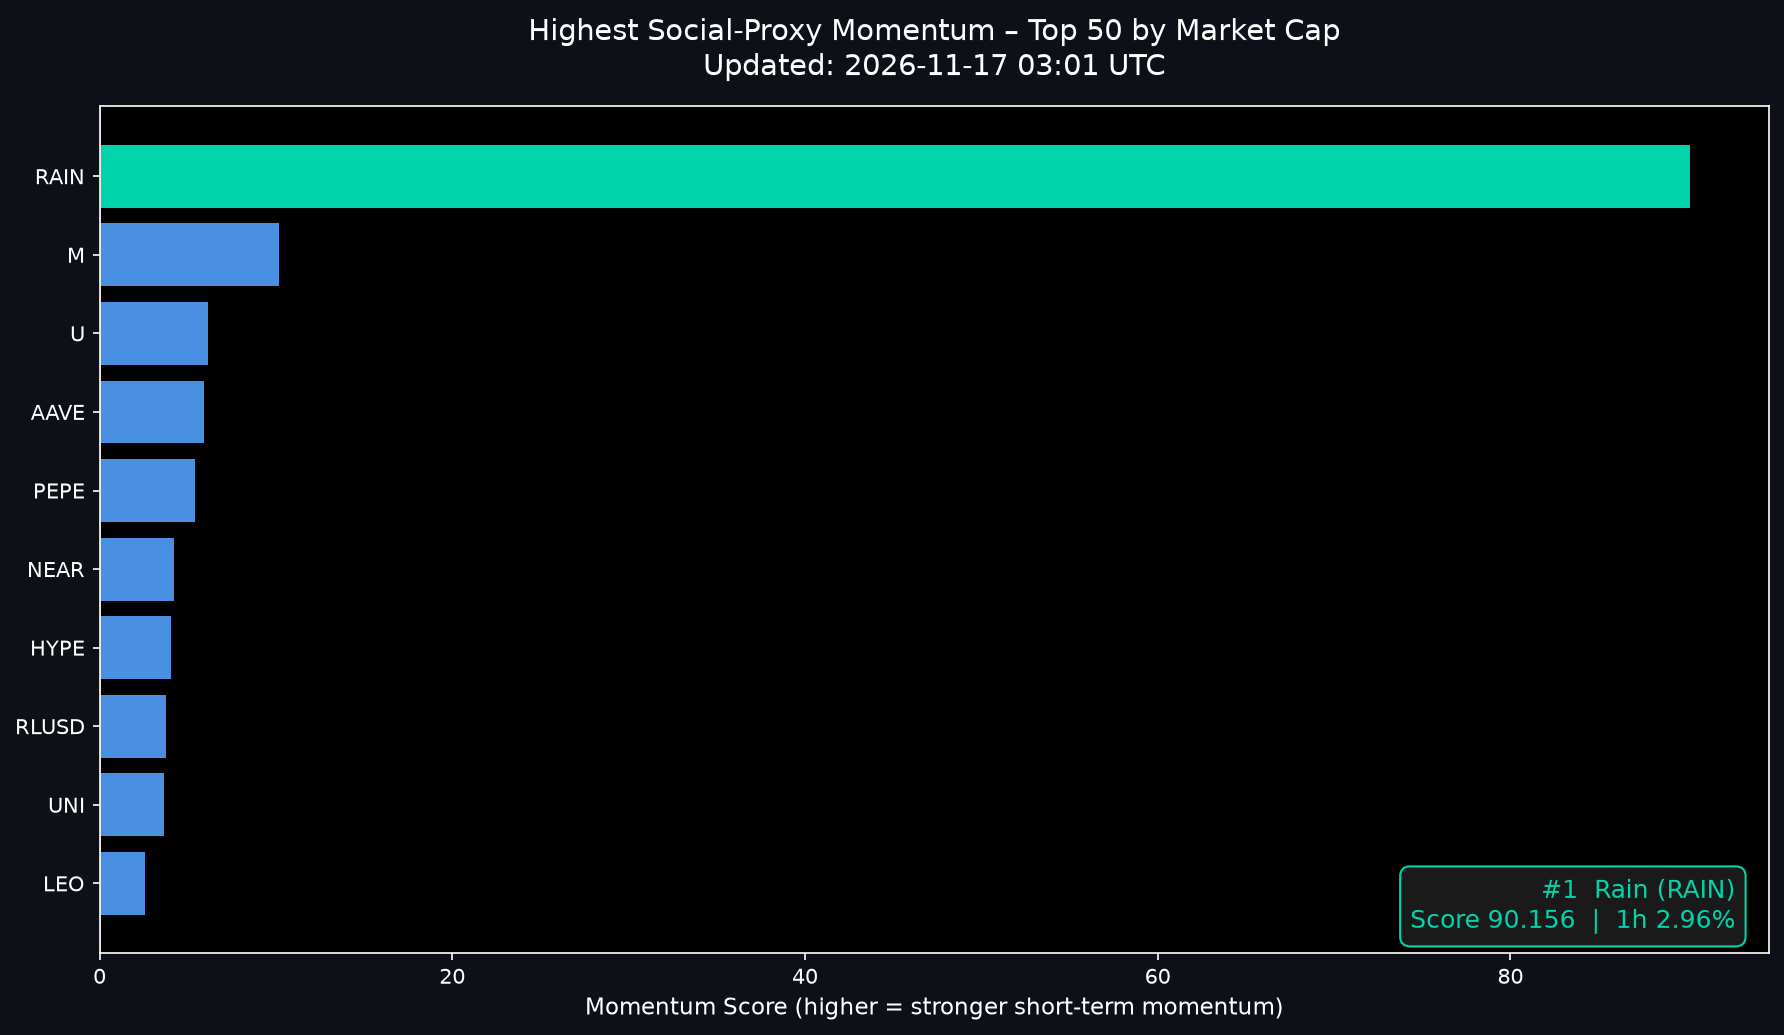 Highest Social-Proxy Momentum – Top 50 by Market Cap
Updated: 2026-11-17 03:01 UTC
RAIN
M
U
AAVE
PEPE
NEAR
HYPE
RLUSD
UNI
LEO
#1  Rain (RAIN)
Score 90.156  |  1h 2.96%
0 20 40 60 80
Momentum Score (higher = stronger short-term momentum)